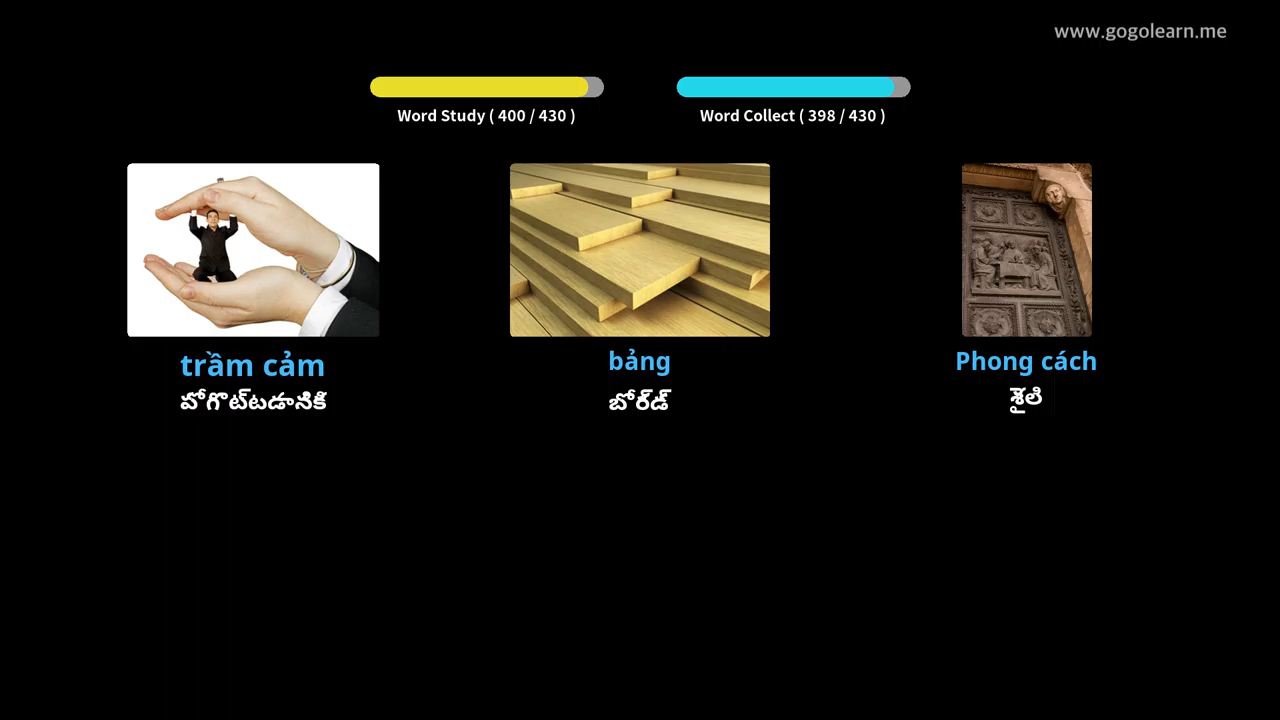 www.gogolearn.me
Word Study ( 400 / 430 )
Word Collect ( 398 / 430 )
trầm cảm
bảng
Phong cách
పోగొట్టడానికి
బోర్డ్
శైలి